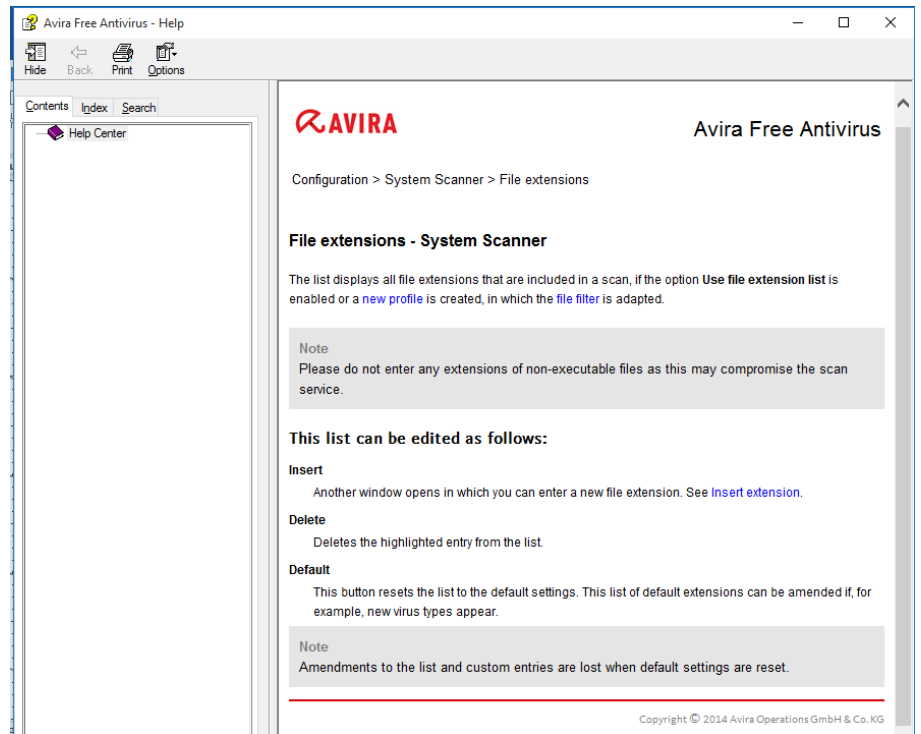 Avira Free Antivirus - Help
Hide Back Print Options
Contents Index Search
Help Center
AVIRA
Avira Free Antivirus
Configuration > System Scanner > File extensions
File extensions - System Scanner
The list displays all file extensions that are included in a scan, if the option Use file extension list is
enabled or a new profile is created, in which the file filter is adapted.
Note
Please do not enter any extensions of non-executable files as this may compromise the scan
service.
This list can be edited as follows:
Insert
Another window opens in which you can enter a new file extension. See Insert extension.
Delete
Deletes the highlighted entry from the list.
Default
This button resets the list to the default settings. This list of default extensions can be amended if, for
example, new virus types appear.
Note
Amendments to the list and custom entries are lost when default settings are reset.
Copyright © 2014 Avira Operations GmbH & Co. KG